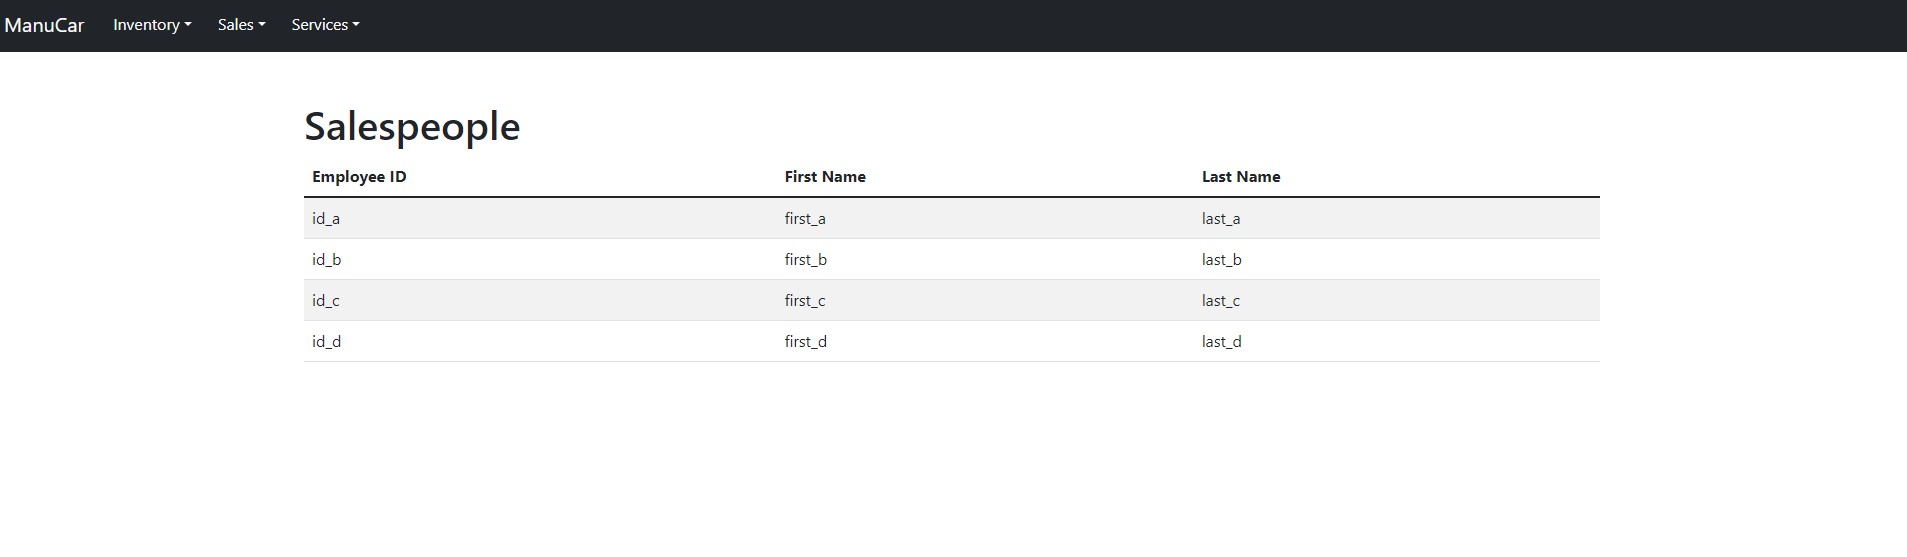 ManuCar Inventory Sales Services
Salespeople
Employee ID First Name Last Name
id_a first_a last_a
id_b first_b last_b
id_c first_c last_c
id_d first_d last_d